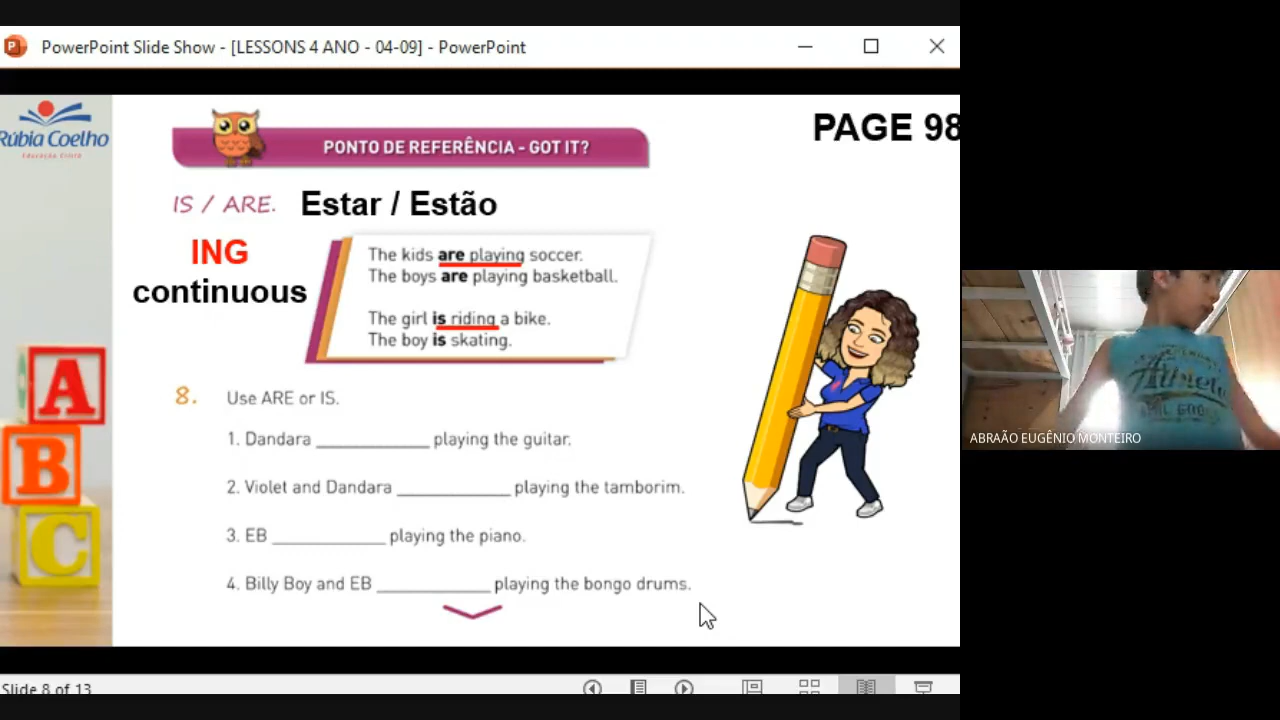 PowerPoint Slide Show - [LESSONS 4 ANO - 04-09] - PowerPoint
Rúbia Coelho
PONTO DE REFERÊNCIA - GOT IT?
PAGE 98
IS / ARE. Estar / Estão
ING
continuous
The kids are playing soccer.
The boys are playing basketball.
The girl is riding a bike.
The boy is skating.
8. Use ARE or IS.
1. Dandara ____________ playing the guitar.
2. Violet and Dandara ____________ playing the tamborim.
3. EB ____________ playing the piano.
4. Billy Boy and EB ____________ playing the bongo drums.
A
B
C
ABRAÃO EUGÊNIO MONTEIRO
Slide 8 of 13